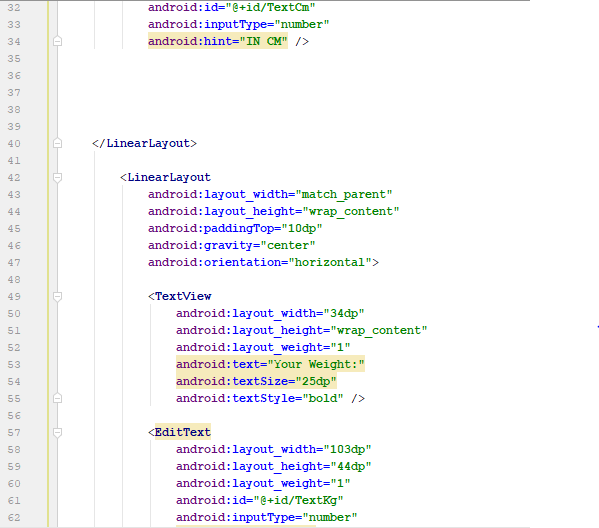 32 android:id="@+id/TextCm"
33 android:inputType="number"
34 android:hint="IN CM" />
35
36
37
38
39
40 </LinearLayout>
41
42 <LinearLayout
43 android:layout_width="match_parent"
44 android:layout_height="wrap_content"
45 android:paddingTop="10dp"
46 android:gravity="center"
47 android:orientation="horizontal">
48
49 <TextView
50 android:layout_width="34dp"
51 android:layout_height="wrap_content"
52 android:layout_weight="1"
53 android:text="Your Weight:"
54 android:textSize="25dp"
55 android:textStyle="bold" />
56
57 <EditText
58 android:layout_width="103dp"
59 android:layout_height="44dp"
60 android:layout_weight="1"
61 android:id="@+id/TextKg"
62 android:inputType="number"